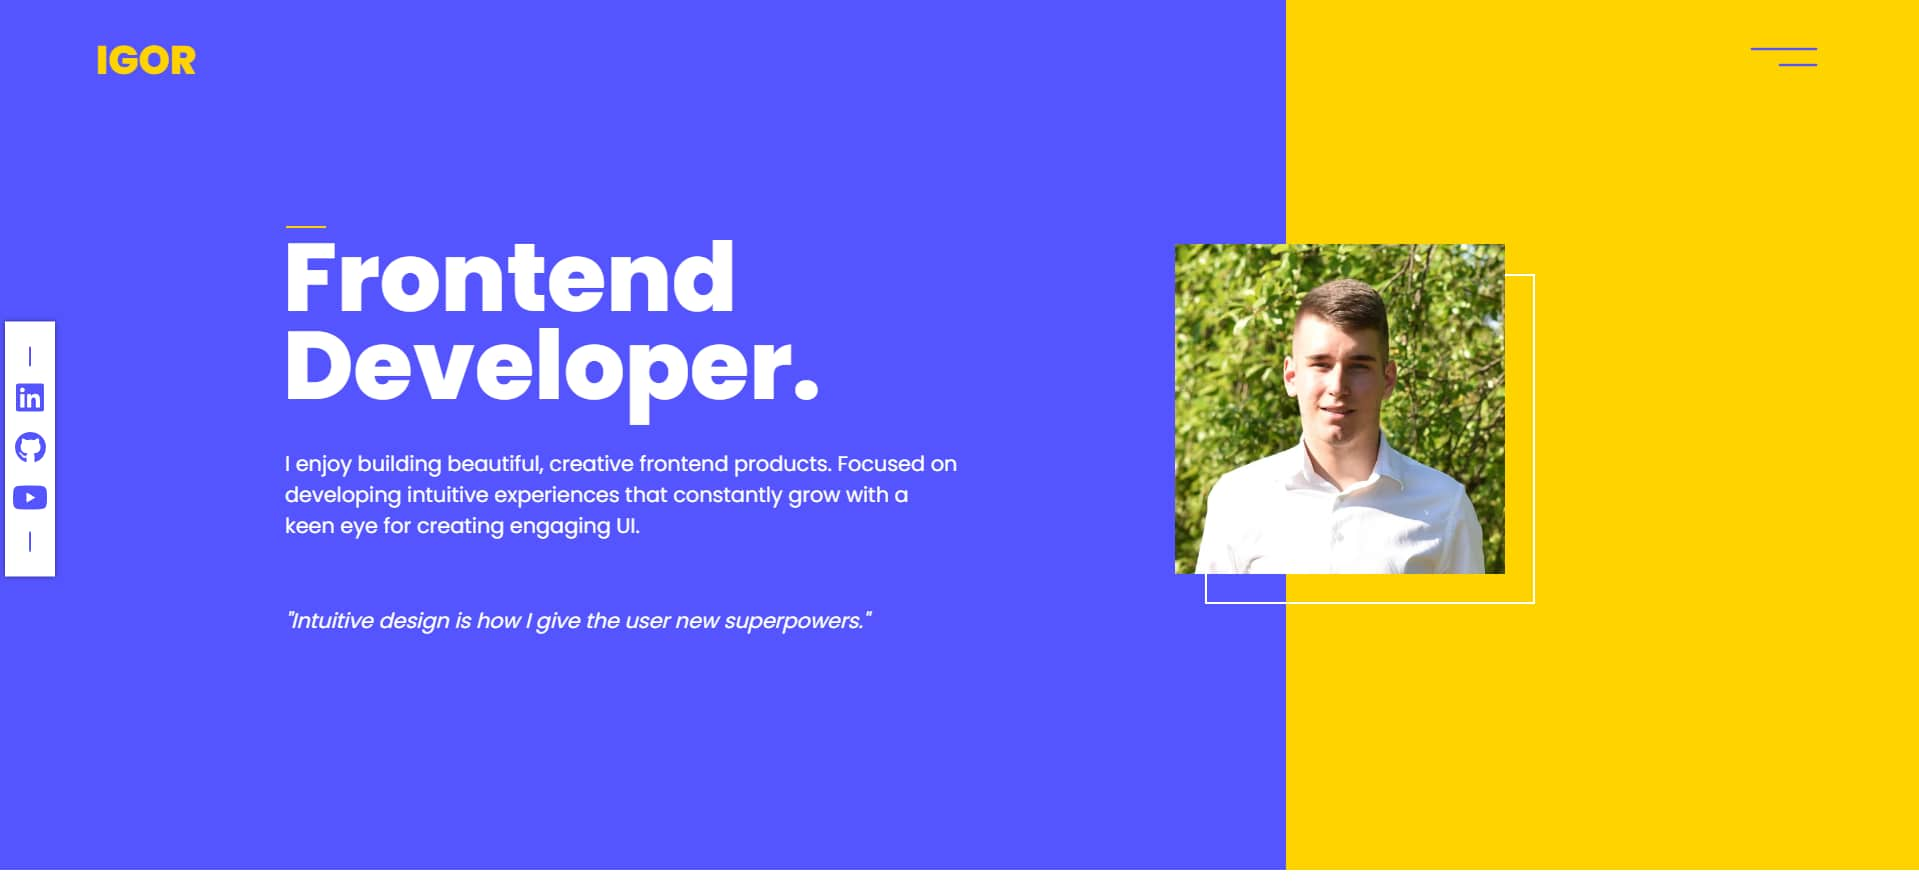 IGOR
Frontend
Developer.
I enjoy building beautiful, creative frontend products. Focused on
developing intuitive experiences that constantly grow with a
keen eye for creating engaging UI.
"Intuitive design is how I give the user new superpowers."
in